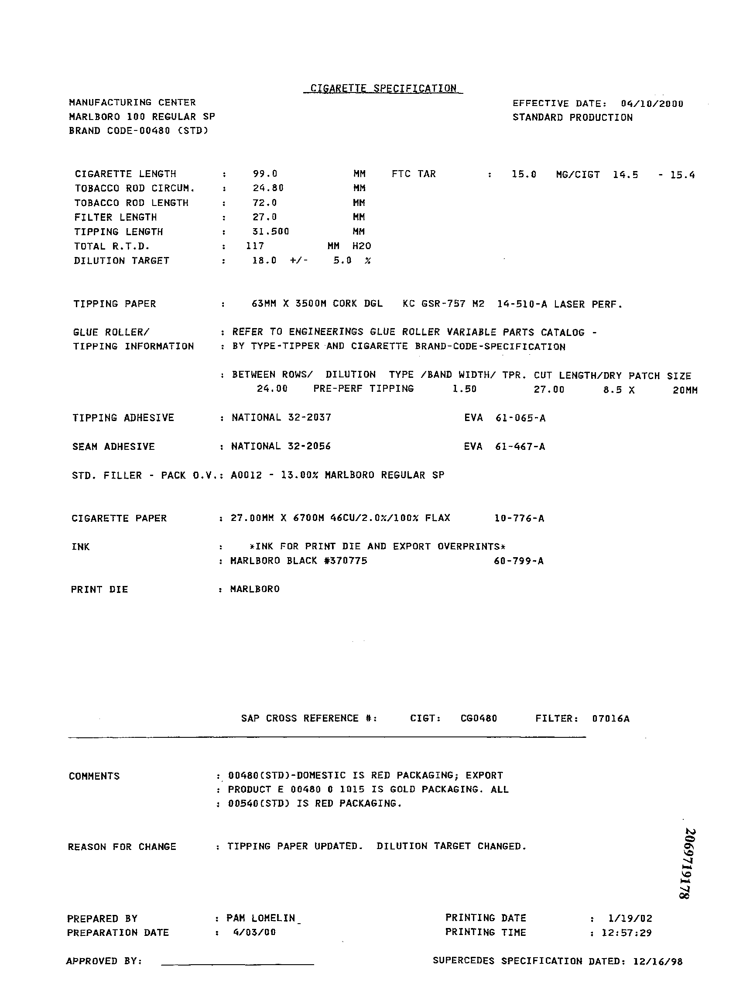 CIGARETTE SPECIFICATION
MANUFACTURING CENTER EFFECTIVE DATE: 04/10/2000
MARLBORO 100 REGULAR SP STANDARD PRODUCTION
BRAND CODE-00480 (STD)
CIGARETTE LENGTH : 99.0 MM FTC TAR : 15.0 MG/CIGT 14.5 - 15.4
TOBACCO ROD CIRCUM. : 24.80 MM
TOBACCO ROD LENGTH : 72.0 MM
FILTER LENGTH : 27.0 MM
TIPPING LENGTH : 31.500 MM
TOTAL R.T.D. : 117 MM H2O
DILUTION TARGET : 18.0 +/- 5.0 %
TIPPING PAPER : 63MM X 3500M CORK DGL KC GSR-757 M2 14-510-A LASER PERF.
GLUE ROLLER/ : REFER TO ENGINEERINGS GLUE ROLLER VARIABLE PARTS CATALOG -
TIPPING INFORMATION : BY TYPE-TIPPER AND CIGARETTE BRAND-CODE-SPECIFICATION
: BETWEEN ROWS/ DILUTION TYPE /BAND WIDTH/ TPR. CUT LENGTH/DRY PATCH SIZE
24.00 PRE-PERF TIPPING 1.50 27.00 8.5 X 20MM
TIPPING ADHESIVE : NATIONAL 32-2037 EVA 61-065-A
SEAM ADHESIVE : NATIONAL 32-2056 EVA 61-467-A
STD. FILLER - PACK O.V.: A0012 - 13.00% MARLBORO REGULAR SP
CIGARETTE PAPER : 27.00MM X 6700M 46CU/2.0%/100% FLAX 10-776-A
INK : *INK FOR PRINT DIE AND EXPORT OVERPRINTS*
: MARLBORO BLACK #370775 60-799-A
PRINT DIE : MARLBORO
SAP CROSS REFERENCE #: CIGT: CG0480 FILTER: 07016A
COMMENTS : 00480(STD)-DOMESTIC IS RED PACKAGING; EXPORT
: PRODUCT E 00480 0 1015 IS GOLD PACKAGING. ALL
: 00540(STD) IS RED PACKAGING.
REASON FOR CHANGE : TIPPING PAPER UPDATED. DILUTION TARGET CHANGED.
2069719178
PREPARED BY : PAM LOMELIN PRINTING DATE : 1/19/02
PREPARATION DATE : 4/03/00 PRINTING TIME : 12:57:29
APPROVED BY: SUPERCEDES SPECIFICATION DATED: 12/16/98